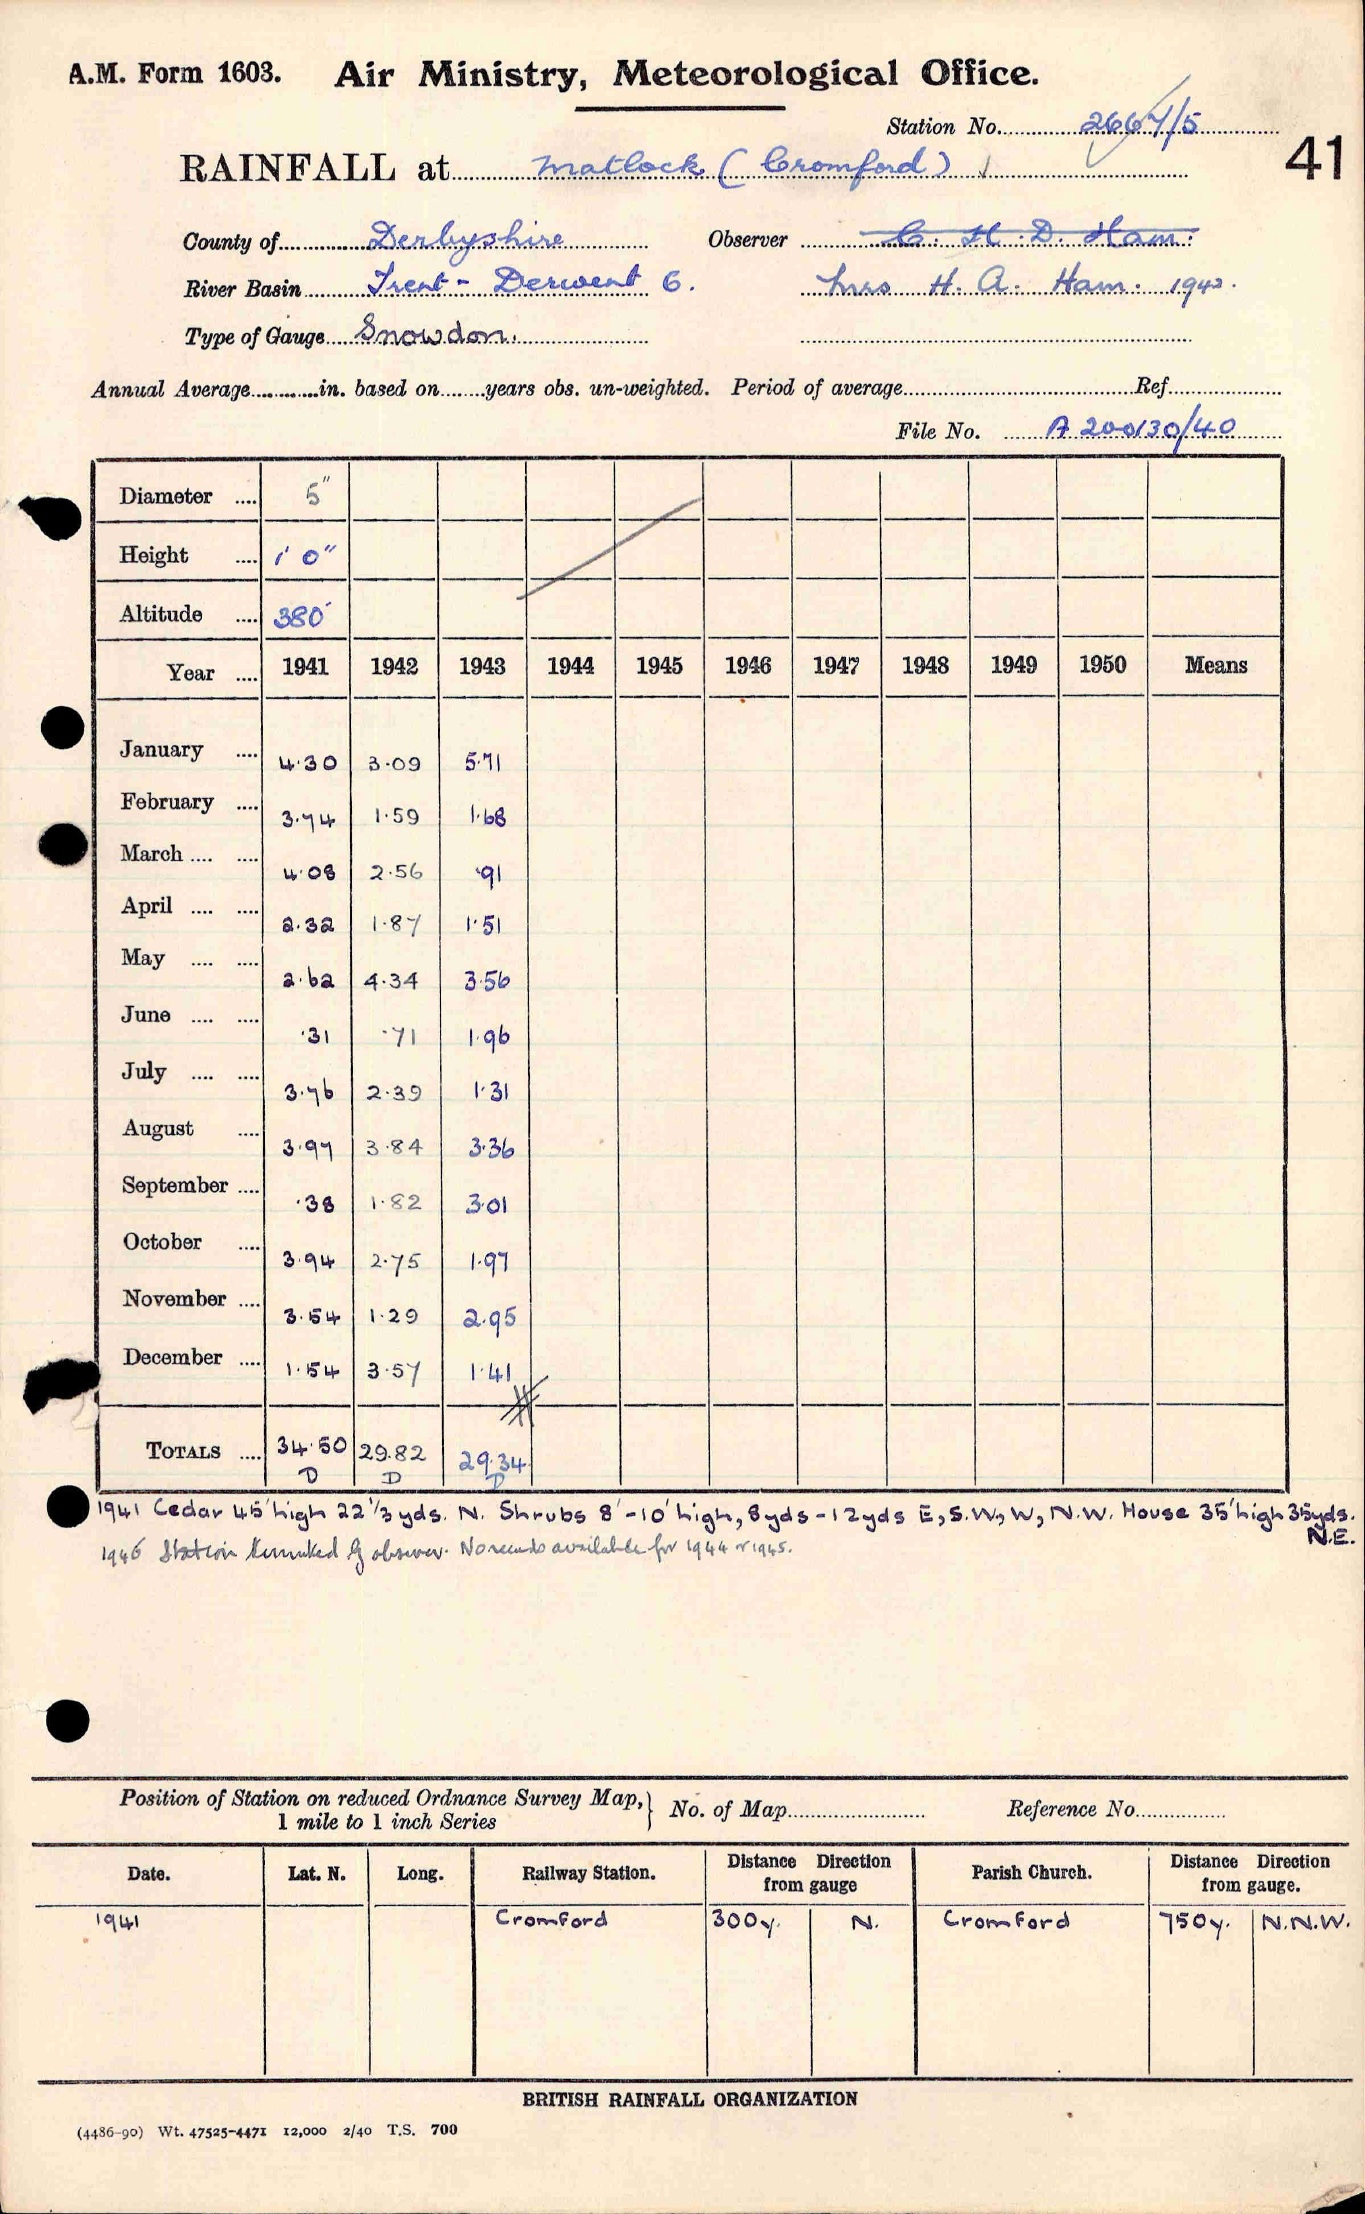 A.M. Form 1603. Air Ministry, Meteorological Office.
Station No. 2667/5
41
RAINFALL at Matlock (Cromford)
County of Derbyshire Observer C. H. D. Ham.
River Basin Trent - Derwent 6. Mrs H. A. Ham. 1942.
Type of Gauge Snowdon.
Annual Average in. based on years obs. un-weighted. Period of average Ref
File No. A 200130/40
Diameter 5"
Height 1' 0"
Altitude 380'
Year 1941 1942 1943 1944 1945 1946 1947 1948 1949 1950 Means
January 4.30 3.09 5.71
February 3.74 1.59 1.68
March 4.08 2.56 .91
April 2.32 1.87 1.51
May 2.62 4.34 3.56
June .31 .71 1.96
July 3.76 2.39 1.31
August 3.97 3.84 3.36
September .38 1.82 3.01
October 3.94 2.75 1.97
November 3.54 1.29 2.95
December 1.54 3.57 1.41
TOTALS 34.50 29.82 29.34
D D D
1941 Cedar 45' high 22 1/3 yds. N. Shrubs 8'-10' high, 8yds-12yds E, S.W., W, N.W. House 35' high 35yds.
N.E.
1946 Station terminated by observer. No records available for 1944 or 1945.
Position of Station on reduced Ordnance Survey Map, No. of Map Reference No.
1 mile to 1 inch Series
Date. Lat. N. Long. Railway Station. Distance Direction from gauge Parish Church. Distance Direction from gauge.
1941 Cromford 300y. N. Cromford 750y. N.N.W.
BRITISH RAINFALL ORGANIZATION
(4486-90) Wt. 47525-4471 12,000 2/40 T.S. 700